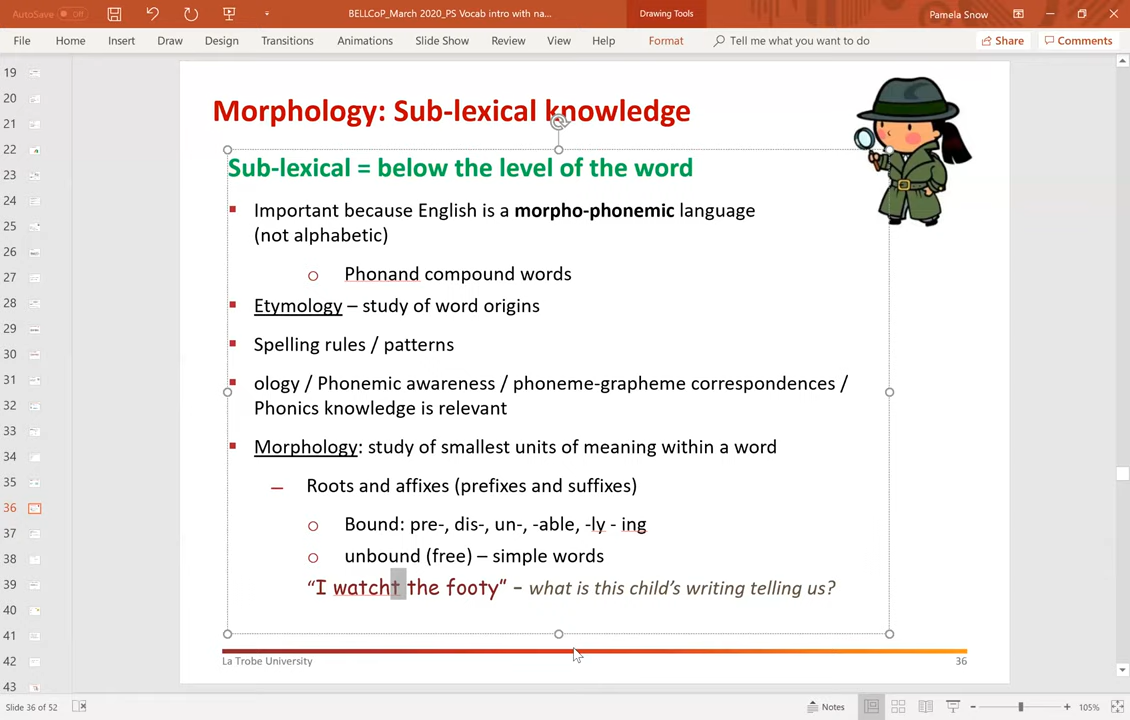 AutoSave Off
BELLCoP_March 2020_PS Vocab intro with na...
Drawing Tools
Pamela Snow
File Home Insert Draw Design Transitions Animations Slide Show Review View Help Format Tell me what you want to do Share Comments
19
20
21
22
23
24
25
26
27
28
29
30
31
32
33
34
35
36
37
38
39
40
41
42
43
Morphology: Sub-lexical knowledge
Sub-lexical = below the level of the word
Important because English is a morpho-phonemic language
(not alphabetic)
Phonand compound words
Etymology – study of word origins
Spelling rules / patterns
ology / Phonemic awareness / phoneme-grapheme correspondences /
Phonics knowledge is relevant
Morphology: study of smallest units of meaning within a word
Roots and affixes (prefixes and suffixes)
Bound: pre-, dis-, un-, -able, -ly - ing
unbound (free) – simple words
“I watcht the footy” – what is this child’s writing telling us?
La Trobe University
36
Slide 36 of 52
Notes
105%